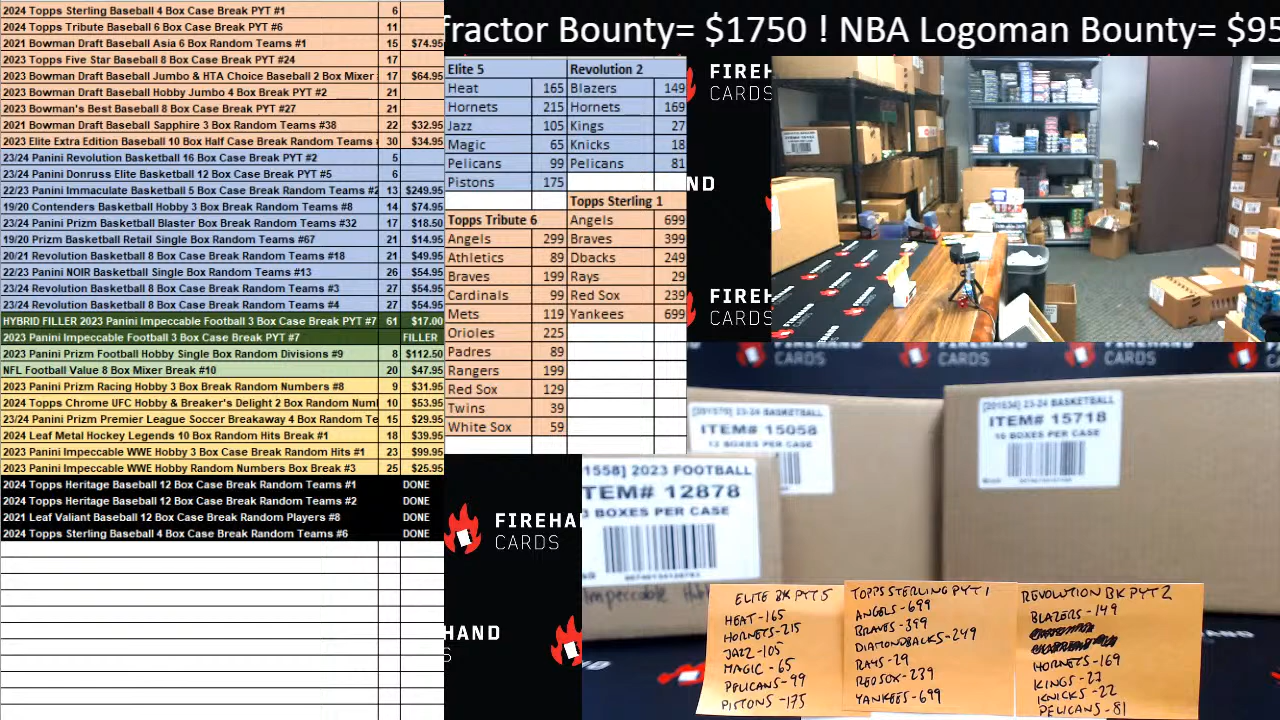 2024 Topps Sterling Baseball 4 Box Case Break PYT #1 6
2024 Topps Tribute Baseball 6 Box Case Break PYT #6 11
2021 Bowman Draft Baseball Asia 6 Box Random Teams #1 15 $74.95
2023 Topps Five Star Baseball 8 Box Case Break PYT #24 17
2023 Bowman Draft Baseball Jumbo & HTA Choice Baseball 2 Box Mixer 17 $64.95
2023 Bowman Draft Baseball Hobby Jumbo 4 Box Break PYT #2 21
2023 Bowman's Best Baseball 8 Box Case Break PYT #27 21
2021 Bowman Draft Baseball Sapphire 3 Box Random Teams #38 22 $32.95
2023 Elite Extra Edition Baseball 10 Box Half Case Break Random Teams 30 $34.95
23/24 Panini Revolution Basketball 16 Box Case Break PYT #2 5
23/24 Panini Donruss Elite Basketball 12 Box Case Break PYT #5 6
22/23 Panini Immaculate Basketball 5 Box Case Break Random Teams #2 13 $249.95
19/20 Contenders Basketball Hobby 3 Box Random Teams #8 14 $74.95
23/24 Panini Prizm Basketball Blaster Box Break Random Teams #32 17 $18.50
19/20 Prizm Basketball Retail Single Box Random Teams #67 21 $14.95
20/21 Revolution Basketball 8 Box Random Teams #18 21 $49.95
22/23 Panini NOIR Basketball Single Box Random Teams #13 26 $54.95
23/24 Revolution Basketball 8 Box Random Teams #3 27 $54.95
23/24 Revolution Basketball 8 Box Random Teams #4 27 $54.95
HYBRID FILLER 2023 Panini Impeccable Football 3 Box Case Break PYT #7 61 $17.00
2023 Panini Impeccable Football 3 Box Case Break PYT #7 FILLER
2023 Panini Prizm Football Hobby Single Box Random Divisions #9 8 $112.50
NFL Football Value 8 Box Mixer Break #10 20 $47.95
2023 Panini Prizm Racing Hobby 3 Box Break Random Numbers #8 9 $31.95
2024 Topps Chrome UFC Hobby & Breaker's Delight 2 Box Random Numl 10 $53.95
23/24 Panini Prizm Premier League Soccer Breakaway 4 Box Random Te 15 $29.95
2024 Leaf Metal Hockey Legends 10 Box Random Hits Break #1 18 $39.95
2023 Panini Impeccable WWE Hobby 3 Box Case Break Random Hits #1 23 $99.95
2023 Panini Impeccable WWE Hobby Random Numbers Box Break #3 25 $25.95
2024 Topps Heritage Baseball 12 Box Case Break Random Teams #1 DONE
2024 Topps Heritage Baseball 12 Box Case Break Random Teams #2 DONE
2021 Leaf Valiant Baseball 12 Box Case Break Random Players #8 DONE
2024 Topps Sterling Baseball 4 Box Case Break Random Teams #6 DONE
fractor Bounty= $1750 ! NBA Logoman Bounty= $95
Elite 5
Heat 165
Hornets 215
Jazz 105
Magic 65
Pelicans 99
Pistons 175
Revolution 2
Blazers 149
Hornets 169
Kings 27
Knicks 18
Pelicans 81
Topps Tribute 6
Angels 299
Athletics 89
Braves 199
Cardinals 99
Mets 119
Orioles 225
Padres 89
Rangers 199
Red Sox 129
Twins 39
White Sox 59
Topps Sterling 1
Angels 699
Braves 399
Dbacks 249
Rays 29
Red Sox 239
Yankees 699
FIREH
CARDS
ND
FIREH
CARDS
CARDS
CARDS
CARDS
FIREHAN
CARDS
HAND
S
[201570] 23-24 BASKETBALL
ITEM# 15058
12 BOXES PER CASE
[201634] 23-24 BASKETBALL
ITEM# 15718
16 BOXES PER CASE
1558] 2023 FOOTBALL
TEM# 12878
3 BOXES PER CASE
Impeccable
ELITE BK PYT 5
HEAT-165
HORNETS-215
JAZZ-105
MAGIC-65
PELICANS-99
PISTONS-175
TOPPS STERLING PYT 1
ANGELS-699
BRAVES-399
DIAMONDBACKS-249
RAYS-29
RED SOX-239
YANKEES-699
REVOLUTION BK PYT 2
BLAZERS-149
HORNETS-169
KINGS-27
KNICKS-22
PELICANS-81